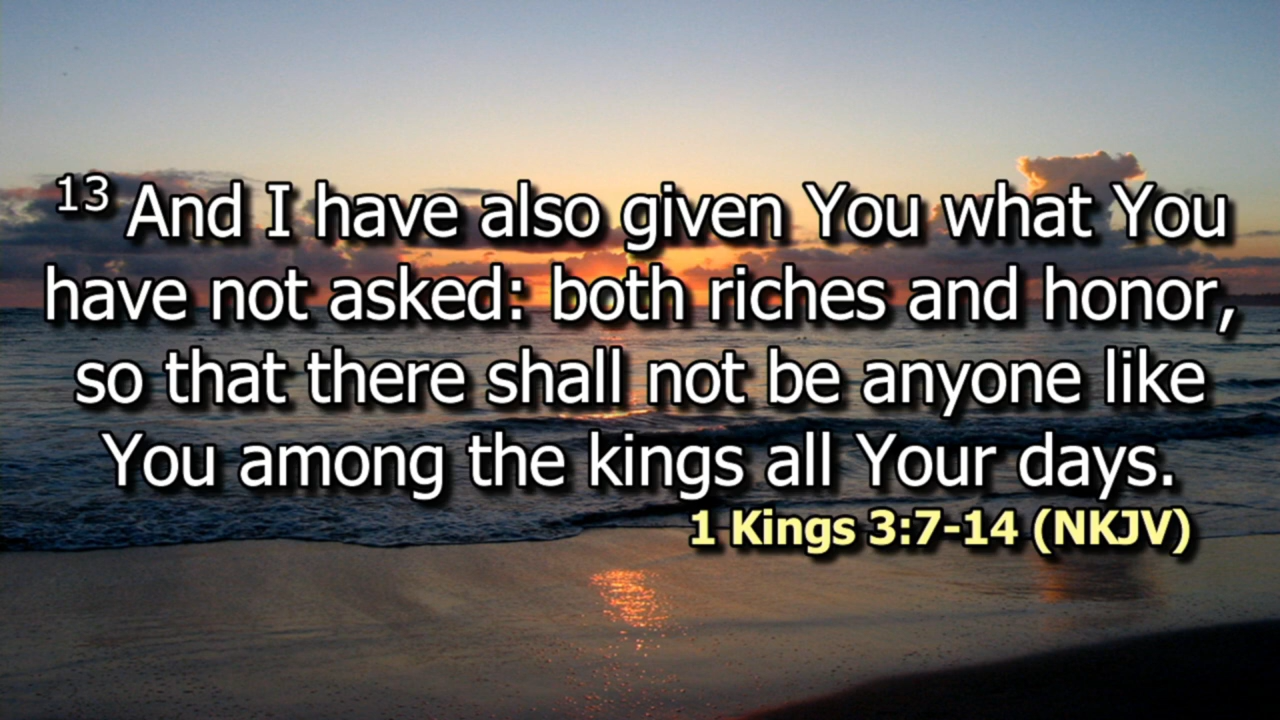 13 And I have also given You what You
have not asked: both riches and honor,
so that there shall not be anyone like
You among the kings all Your days.
1 Kings 3:7-14 (NKJV)